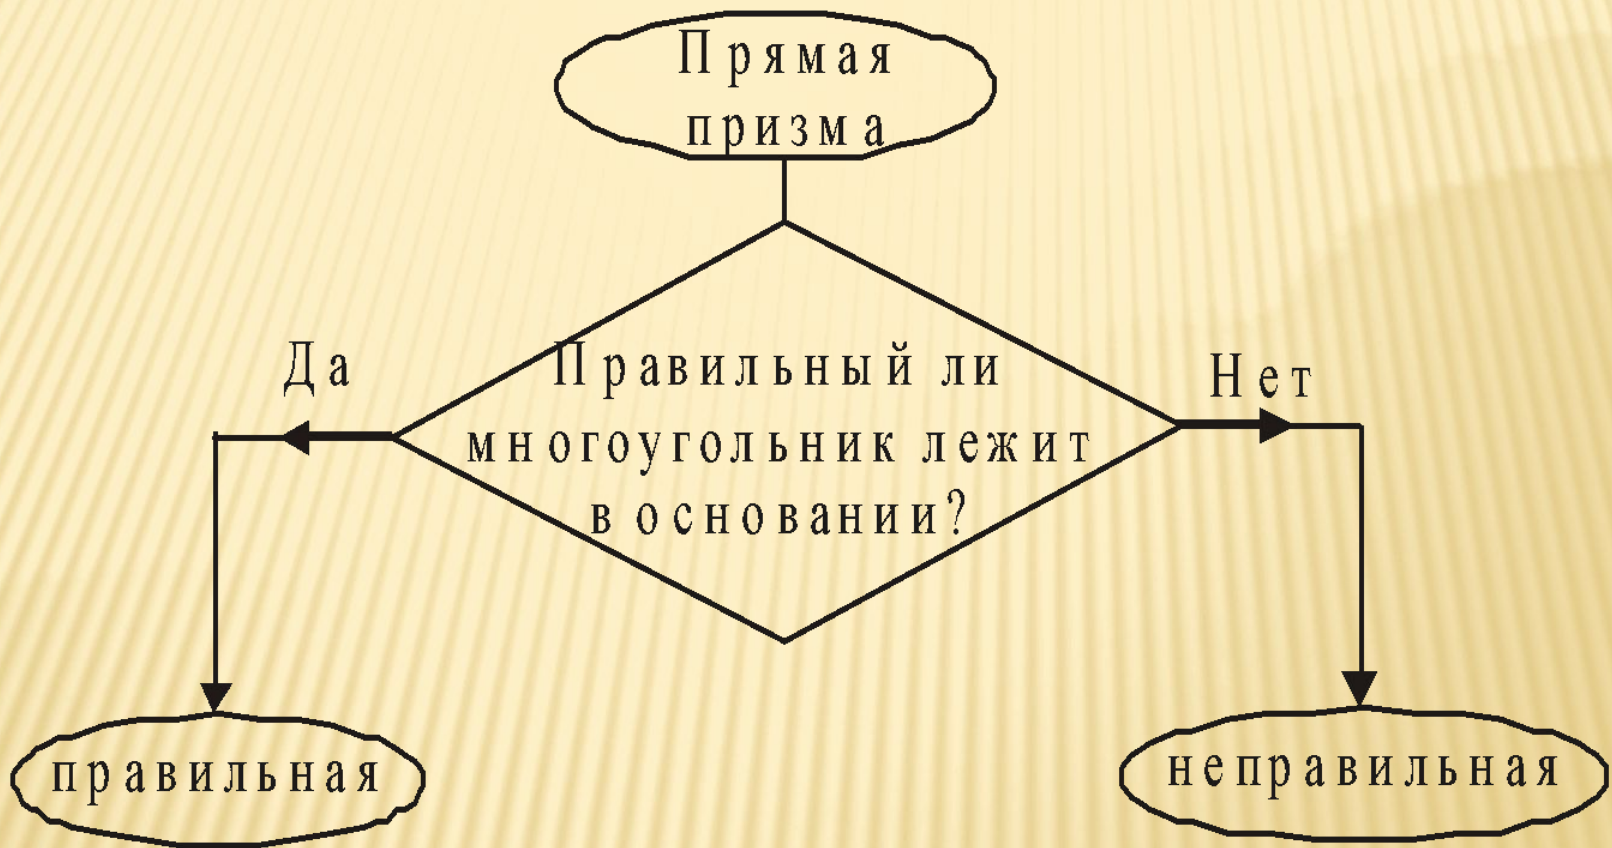 Прямая
призма
Да
Правильный ли
многоугольник лежит
в основании?
Нет
правильная
неправильная